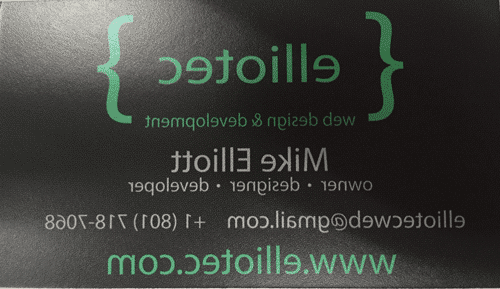 { elliotec }
web design & development
Mike Elliott
owner • designer • developer
elliotecweb@gmail.com +1 (801) 718-7068
www.elliotec.com